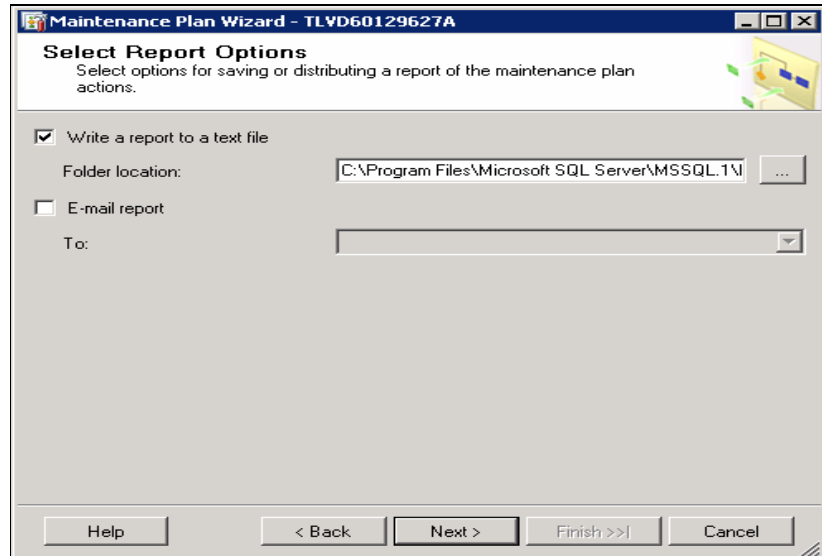 Maintenance Plan Wizard - TLVD60129627A
Select Report Options
Select options for saving or distributing a report of the maintenance plan
actions.
Write a report to a text file
Folder location:
C:\Program Files\Microsoft SQL Server\MSSQL.1\
...
E-mail report
To:
Help
< Back
Next >
Finish >>|
Cancel